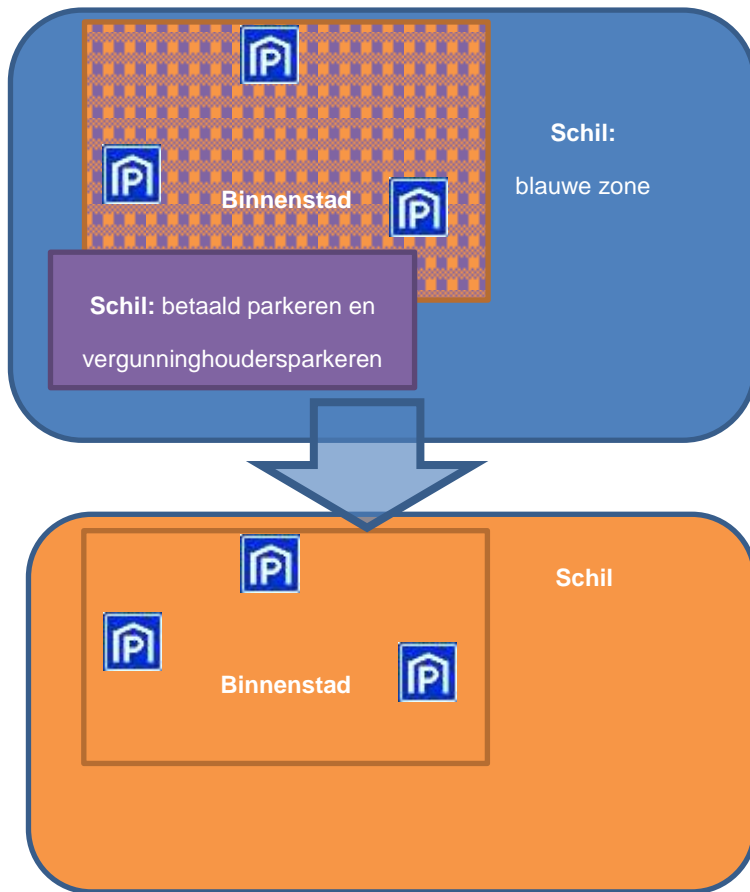 P
Schil:
blauwe zone
P
Binnenstad
P
Schil: betaald parkeren en
vergunninghoudersparkeren
P
Schil
P
Binnenstad
P